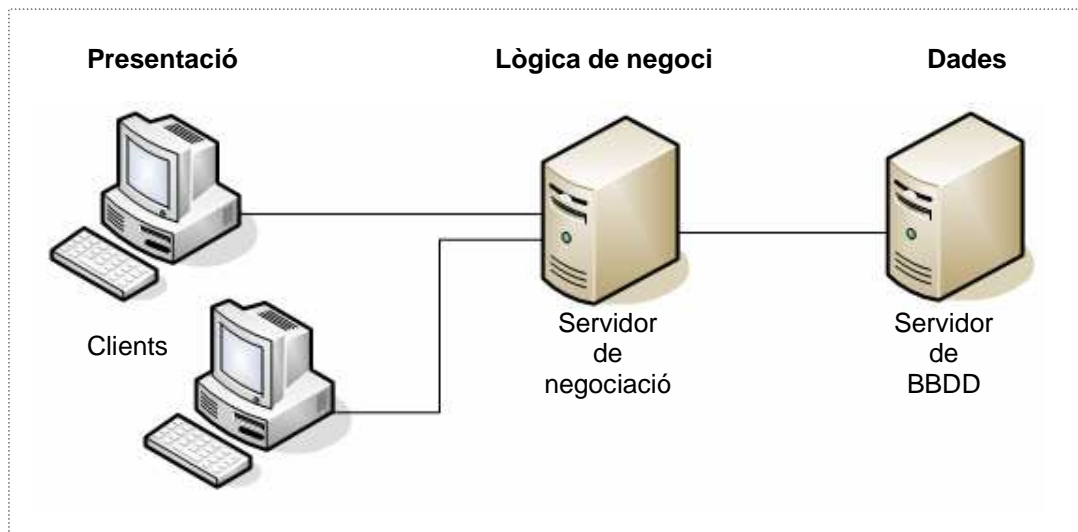 Presentació
Lògica de negoci
Dades
Clients
Servidor
de
negociació
Servidor
de
BBDD